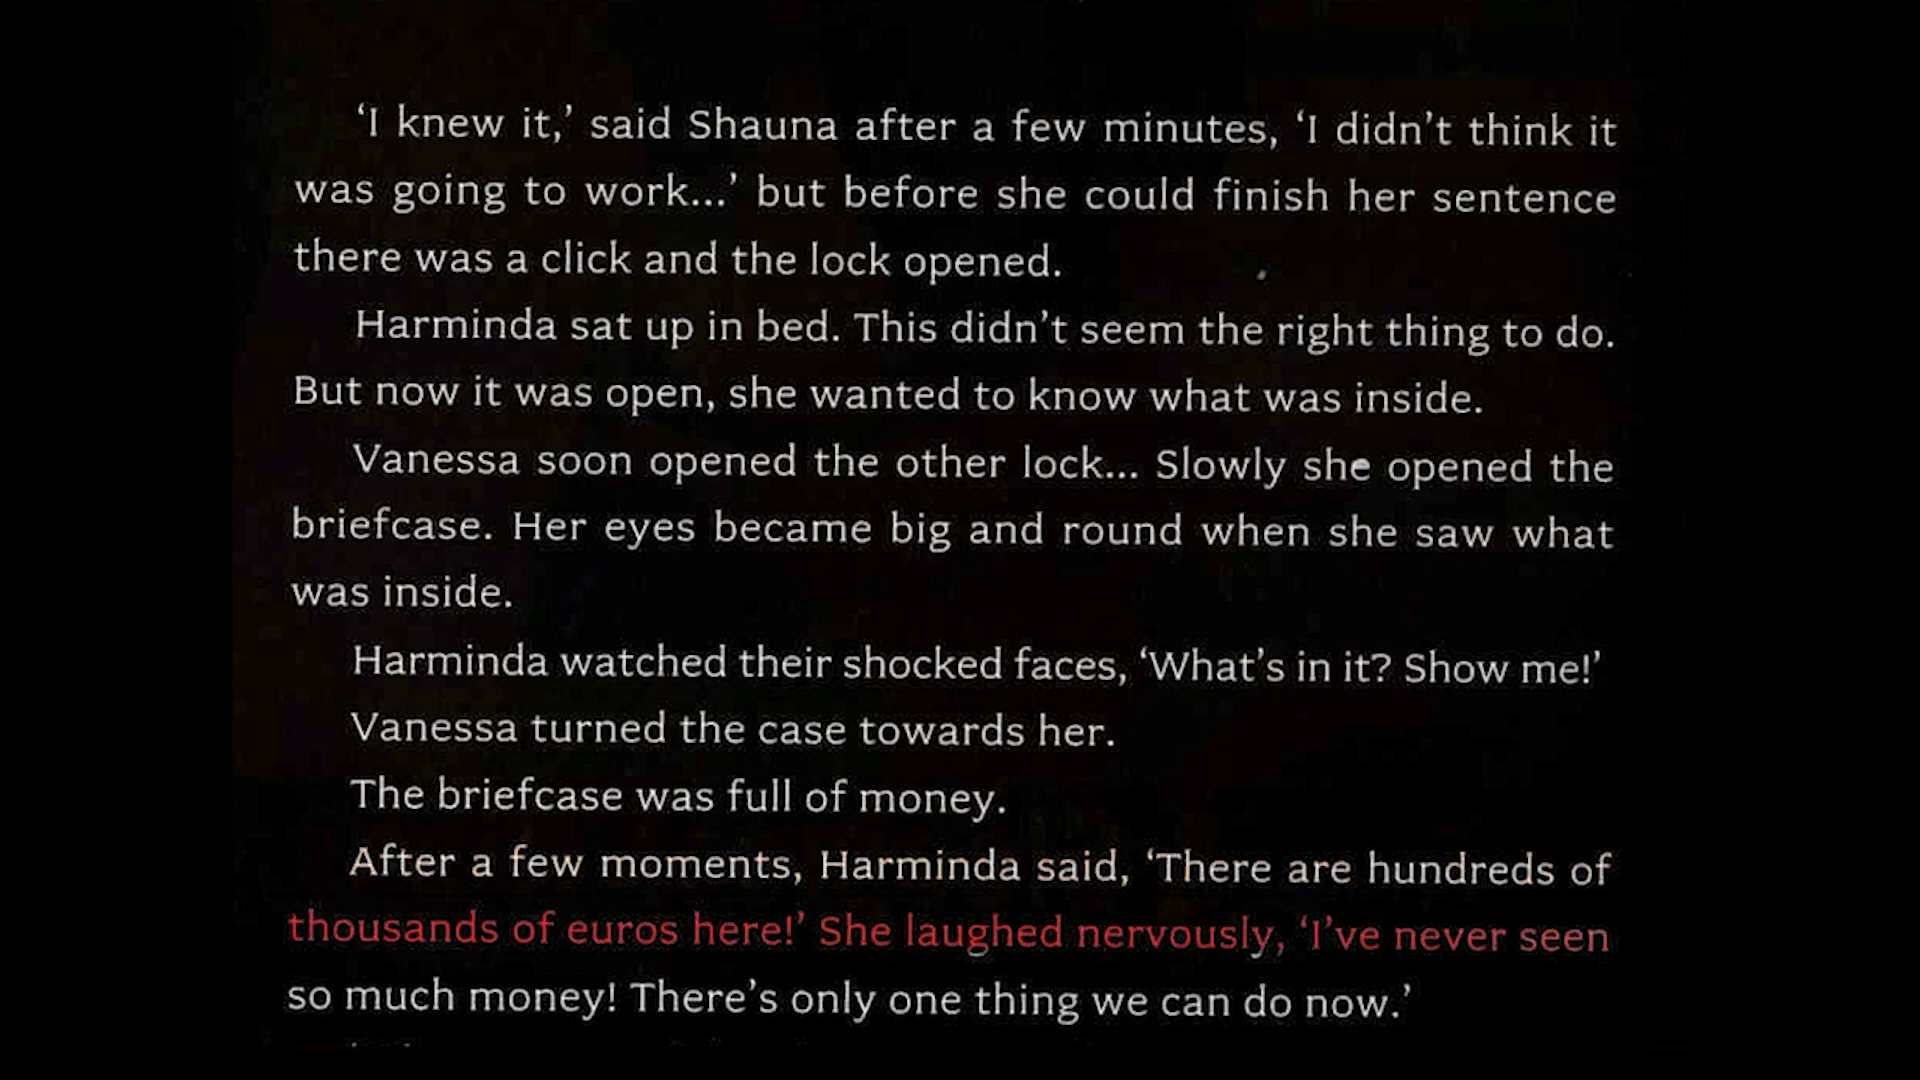 ‘I knew it,’ said Shauna after a few minutes, ‘I didn’t think it
was going to work...’ but before she could finish her sentence
there was a click and the lock opened.
Harminda sat up in bed. This didn’t seem the right thing to do.
But now it was open, she wanted to know what was inside.
Vanessa soon opened the other lock... Slowly she opened the
briefcase. Her eyes became big and round when she saw what
was inside.
Harminda watched their shocked faces, ‘What’s in it? Show me!’
Vanessa turned the case towards her.
The briefcase was full of money.
After a few moments, Harminda said, ‘There are hundreds of
thousands of euros here!’ She laughed nervously, ‘I’ve never seen
so much money! There’s only one thing we can do now.’